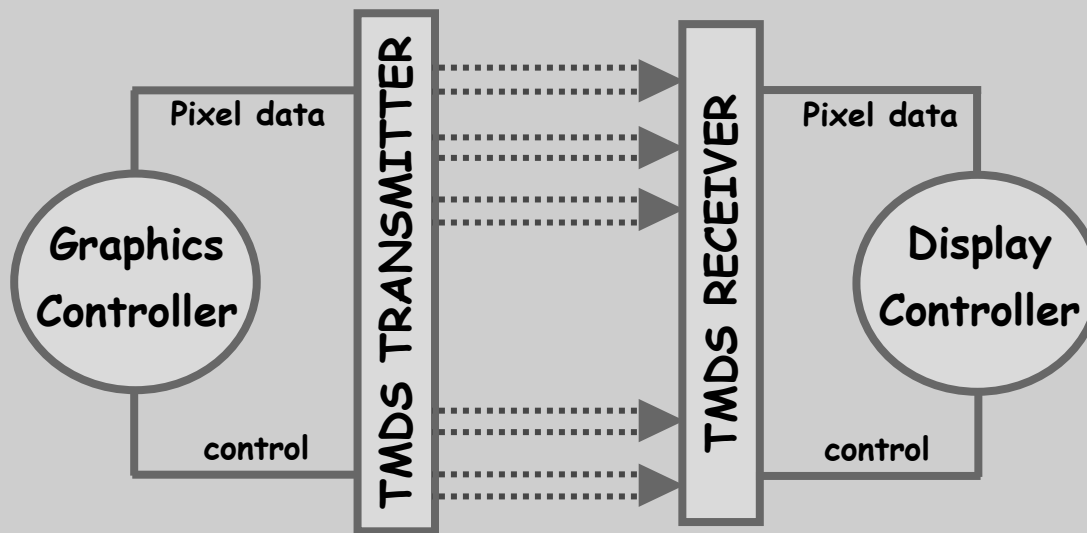 Pixel data
Graphics
Controller
control
TMDS TRANSMITTER
TMDS RECEIVER
Pixel data
Display
Controller
control